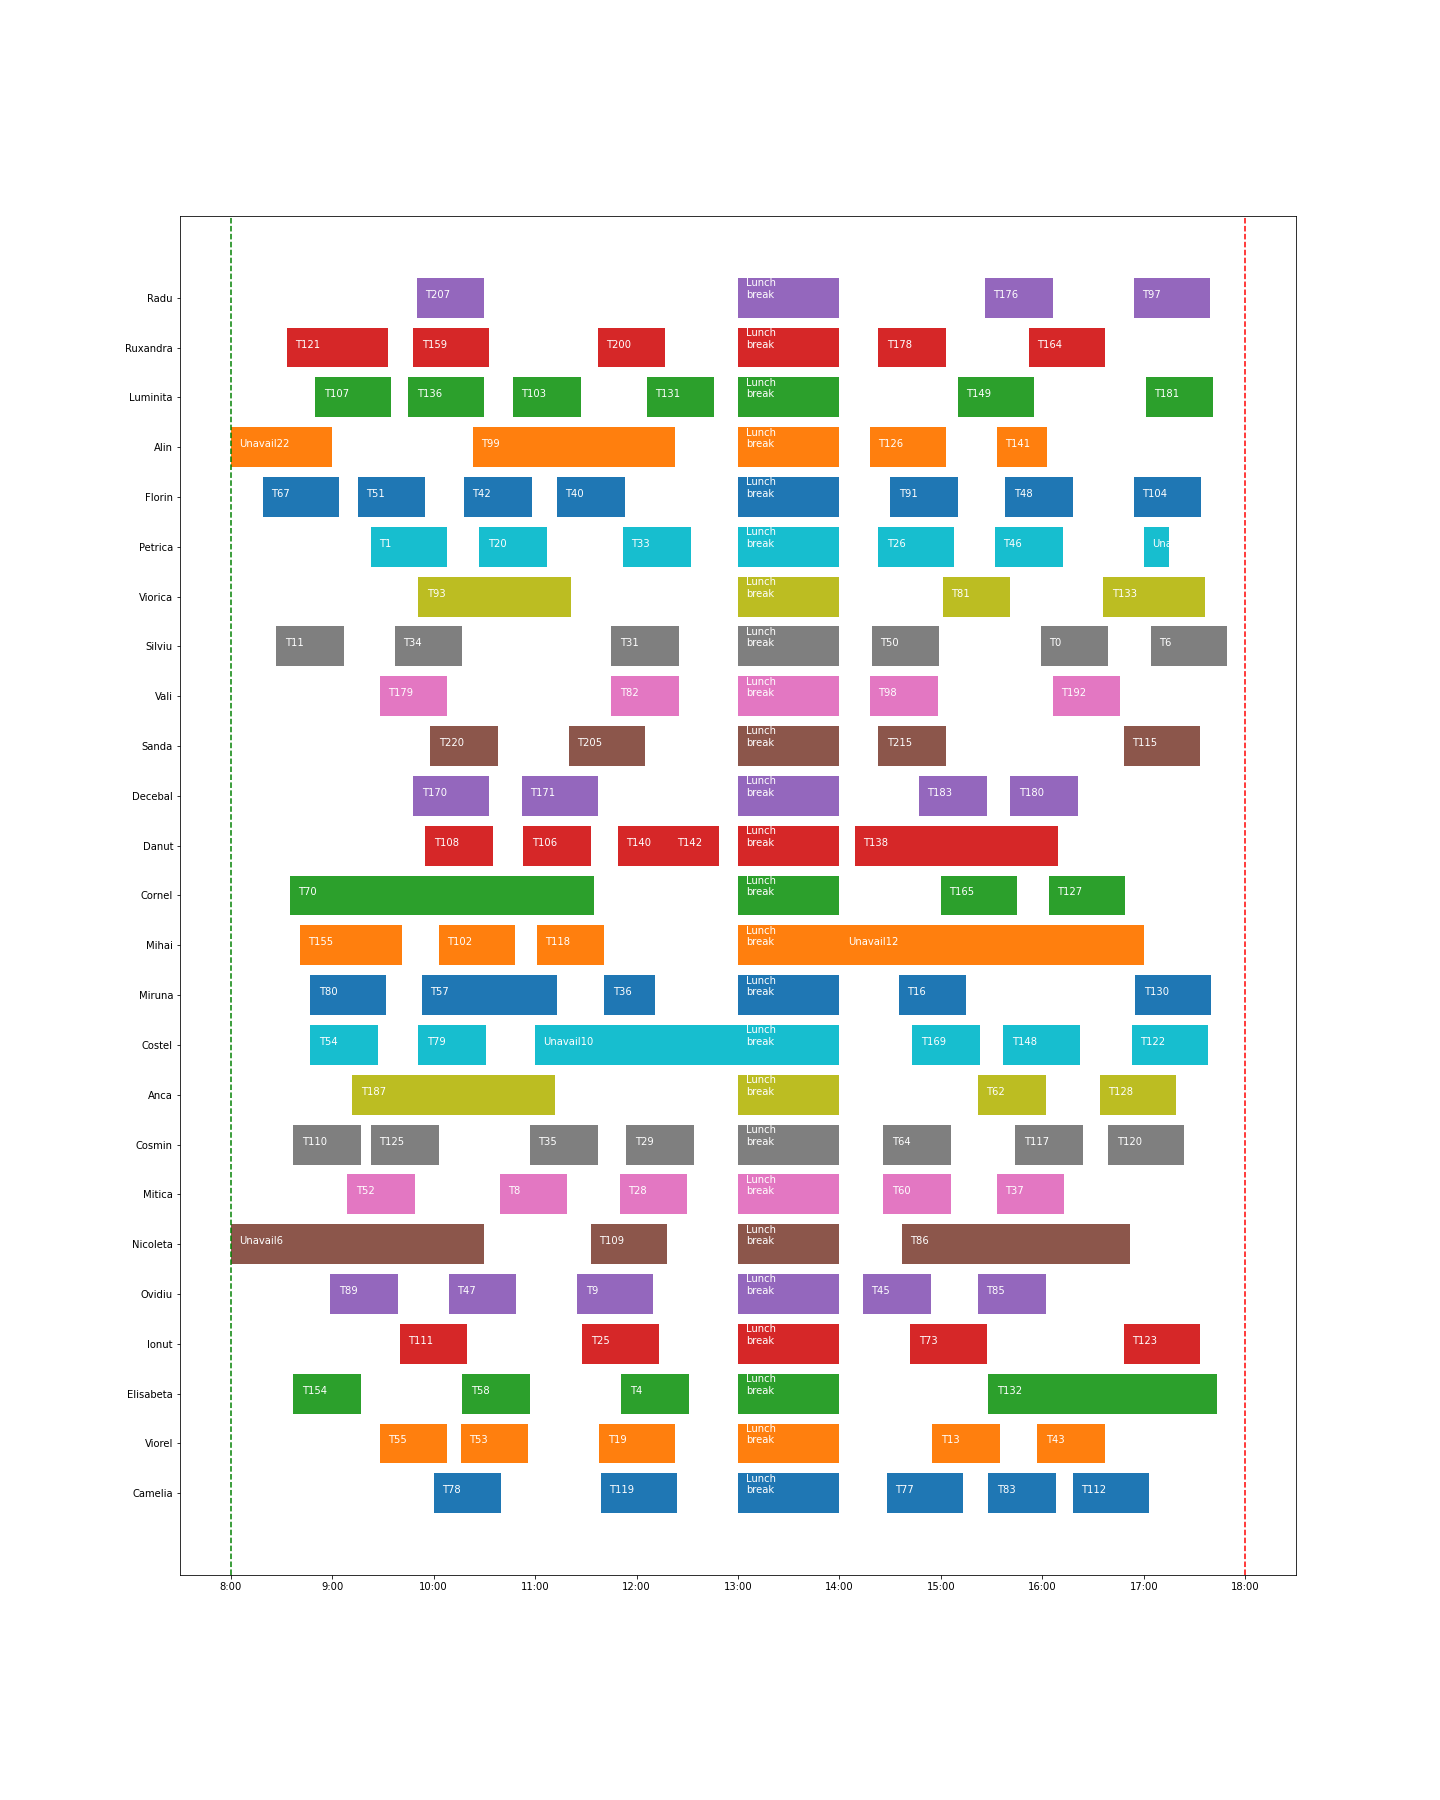 Radu T207 Lunch break T176 T97
Ruxandra T121 T159 T200 Lunch break T178 T164
Luminita T107 T136 T103 T131 Lunch break T149 T181
Alin Unavail22 T99 Lunch break T126 T141
Florin T67 T51 T42 T40 Lunch break T91 T48 T104
Petrica T1 T20 T33 Lunch break T26 T46 Una
Viorica T93 Lunch break T81 T133
Silviu T11 T34 T31 Lunch break T50 T0 T6
Vali T179 T82 Lunch break T98 T192
Sanda T220 T205 Lunch break T215 T115
Decebal T170 T171 Lunch break T183 T180
Danut T108 T106 T140 T142 Lunch break T138
Cornel T70 Lunch break T165 T127
Mihai T155 T102 T118 Lunch break Unavail12
Miruna T80 T57 T36 Lunch break T16 T130
Costel T54 T79 Unavail10 Lunch break T169 T148 T122
Anca T187 Lunch break T62 T128
Cosmin T110 T125 T35 T29 Lunch break T64 T117 T120
Mitica T52 T8 T28 Lunch break T60 T37
Nicoleta Unavail6 T109 Lunch break T86
Ovidiu T89 T47 T9 Lunch break T45 T85
Ionut T111 T25 Lunch break T73 T123
Elisabeta T154 T58 T4 Lunch break T132
Viorel T55 T53 T19 Lunch break T13 T43
Camelia T78 T119 Lunch break T77 T83 T112
8:00 9:00 10:00 11:00 12:00 13:00 14:00 15:00 16:00 17:00 18:00